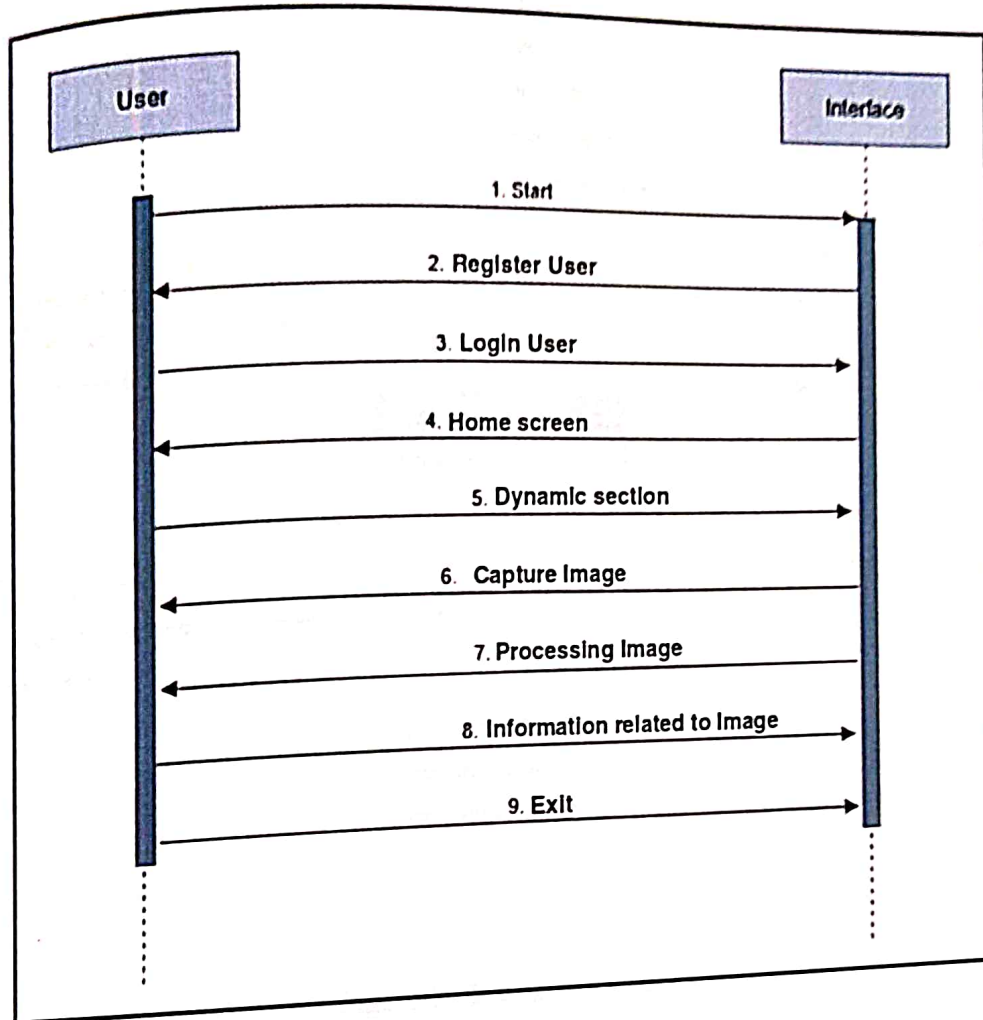 User
Interface
1. Start
2. Register User
3. Login User
4. Home screen
5. Dynamic section
6. Capture Image
7. Processing Image
8. Information related to Image
9. Exit